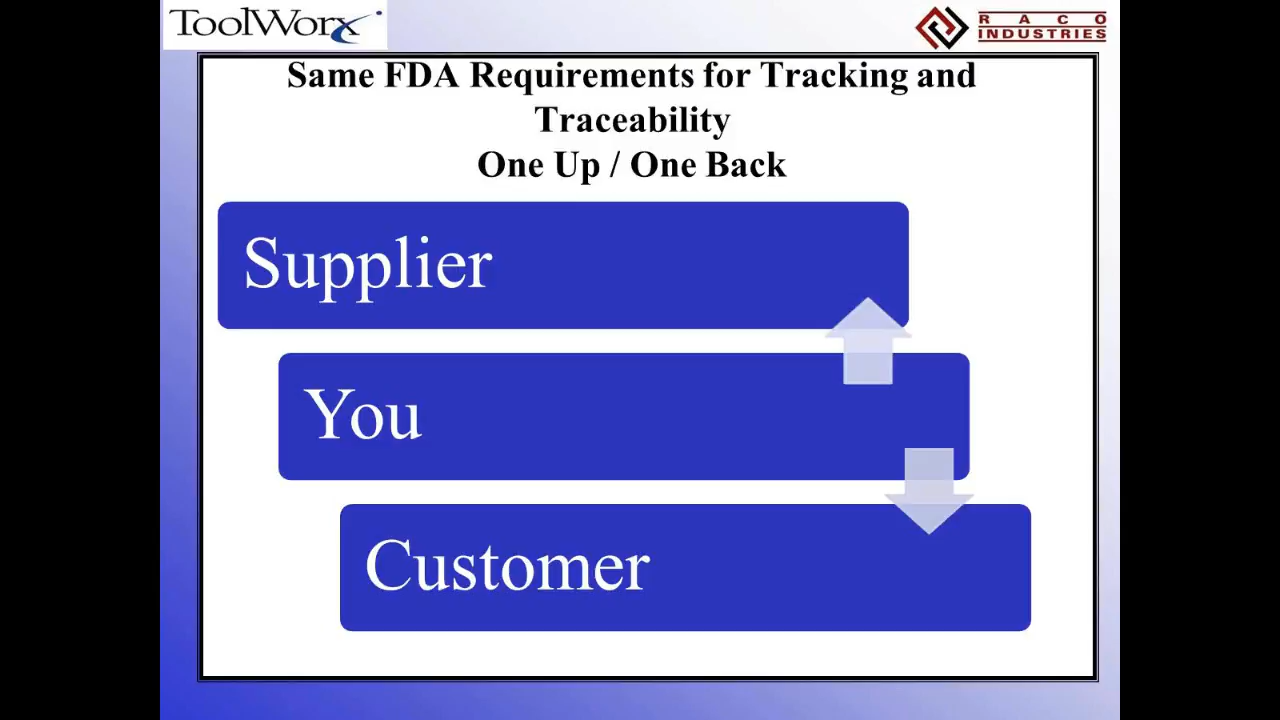 ToolWorx
RACO
INDUSTRIES
Same FDA Requirements for Tracking and
Traceability
One Up / One Back
Supplier
You
Customer